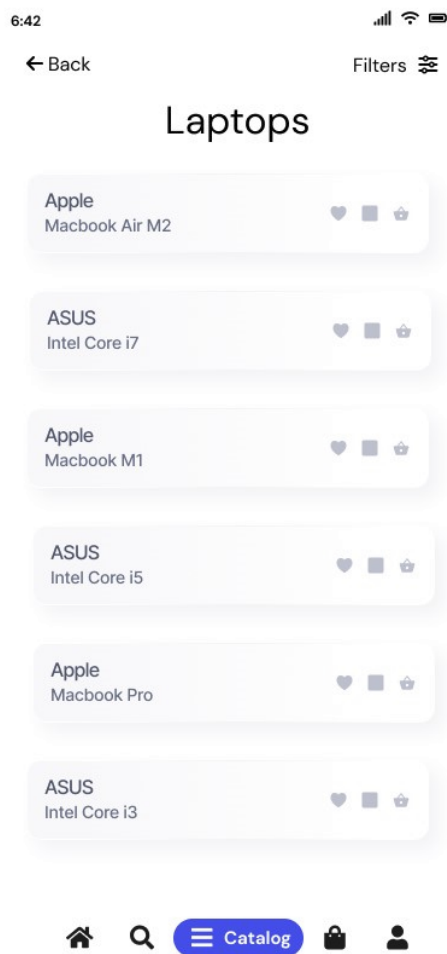 6:42
Back
Filters
Laptops
Apple
Macbook Air M2
ASUS
Intel Core i7
Apple
Macbook M1
ASUS
Intel Core i5
Apple
Macbook Pro
ASUS
Intel Core i3
Catalog